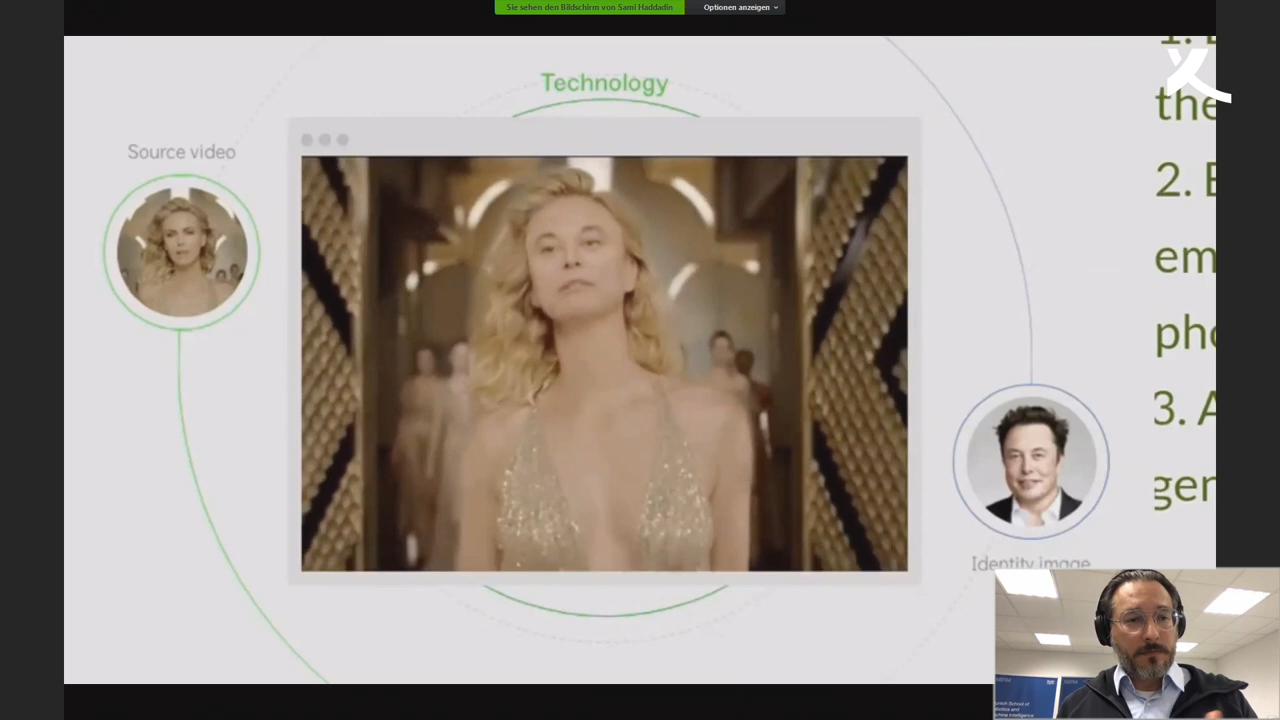 Sie sehen den Bildschirm von Sami Haddadin
Optionen anzeigen
Technology
Source video
the
2. E
em
pho
3. A
gen
Identity image